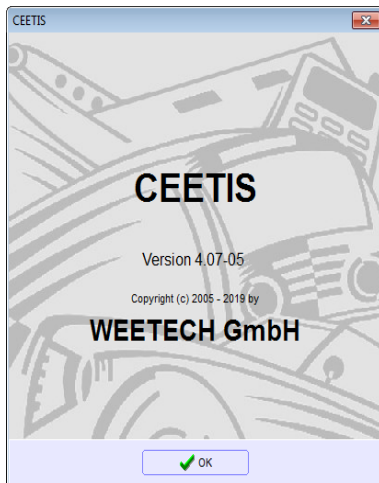 CEETIS
CEETIS
Version 4.07-05
Copyright (c) 2005 - 2019 by
WEETECH GmbH
OK